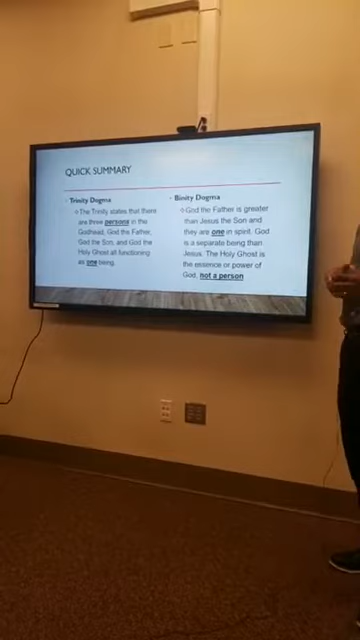 QUICK SUMMARY
Trinity Dogma
The Trinity states that there
are three persons in the
Godhead, God the Father,
God the Son, and God the
Holy Ghost all functioning
as one being.
Binity Dogma
God the Father is greater
than Jesus the Son and
they are one in spirit. God
is a separate being than
Jesus. The Holy Ghost is
the essence or power of
God, not a person